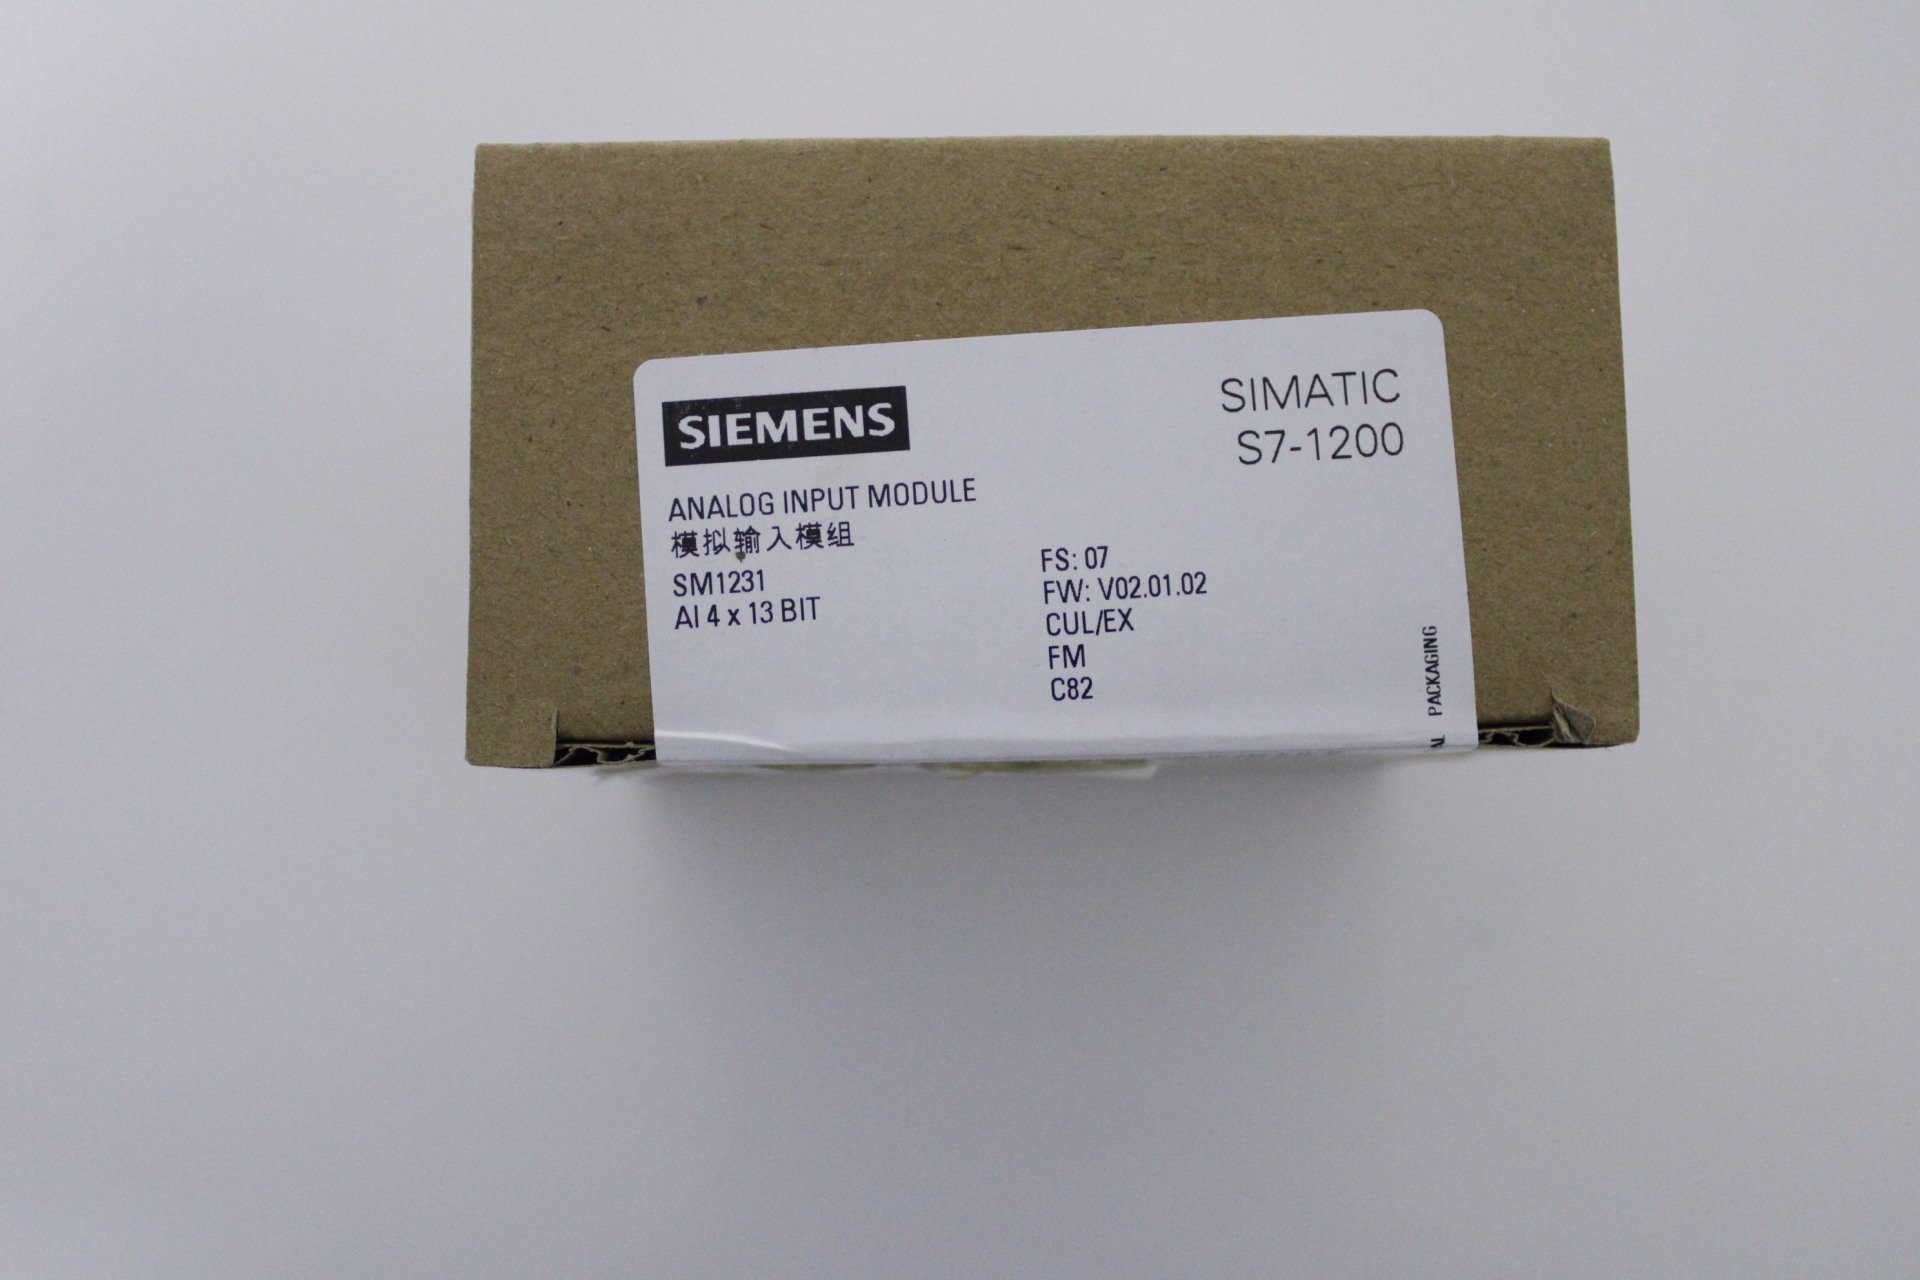 SIEMENS
SIMATIC
S7-1200
ANALOG INPUT MODULE
模拟输入模组
SM1231
AI 4 x 13 BIT
FS: 07
FW: V02.01.02
CUL/EX
FM
C82
PACKAGING